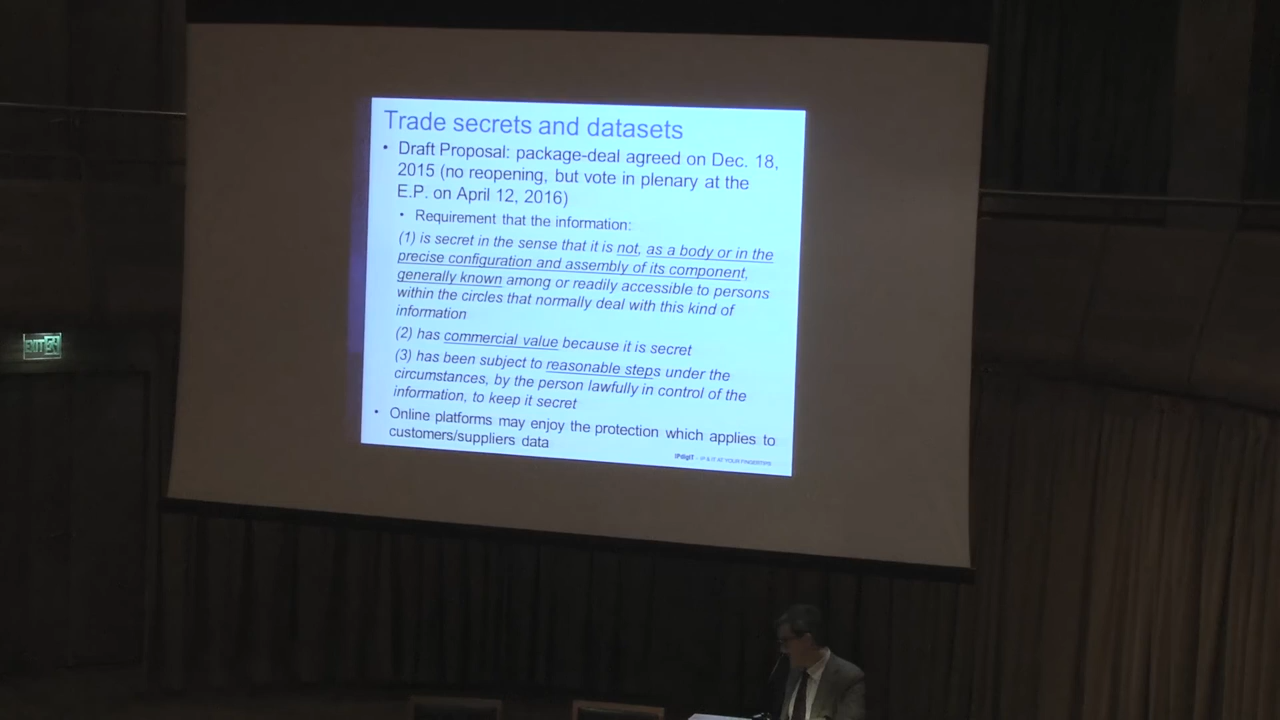 Trade secrets and datasets
• Draft Proposal: package-deal agreed on Dec. 18,
2015 (no reopening, but vote in plenary at the
E.P. on April 12, 2016)
• Requirement that the information:
(1) is secret in the sense that it is not, as a body or in the
precise configuration and assembly of its component,
generally known among or readily accessible to persons
within the circles that normally deal with this kind of
information
(2) has commercial value because it is secret
(3) has been subject to reasonable steps under the
circumstances, by the person lawfully in control of the
information, to keep it secret
• Online platforms may enjoy the protection which applies to
customers/suppliers data
IPdigIT - IP & IT AT YOUR FINGERTIPS
EXIT